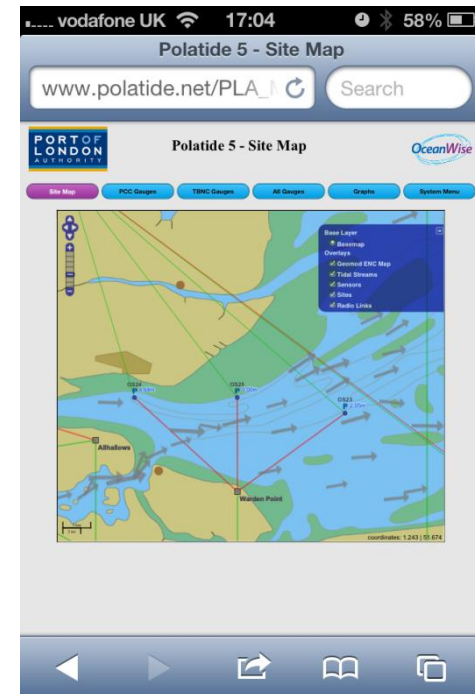 vodafone UK 17:04 58%
Polatide 5 - Site Map
www.polatide.net/PLA_ Search
PORT OF
LONDON
AUTHORITY
Polatide 5 - Site Map
OceanWise
Site Map PCC Gauges TBNC Gauges All Gauges Graphs System Menu
Base Layer
Basemap
Overlays
Geomod ENC Map
Tidal Streams
Sensors
Sites
Radio Links
OS24
OS25
OS23
Allhallows
Warden Point
coordinates: 1.243 | 51.674